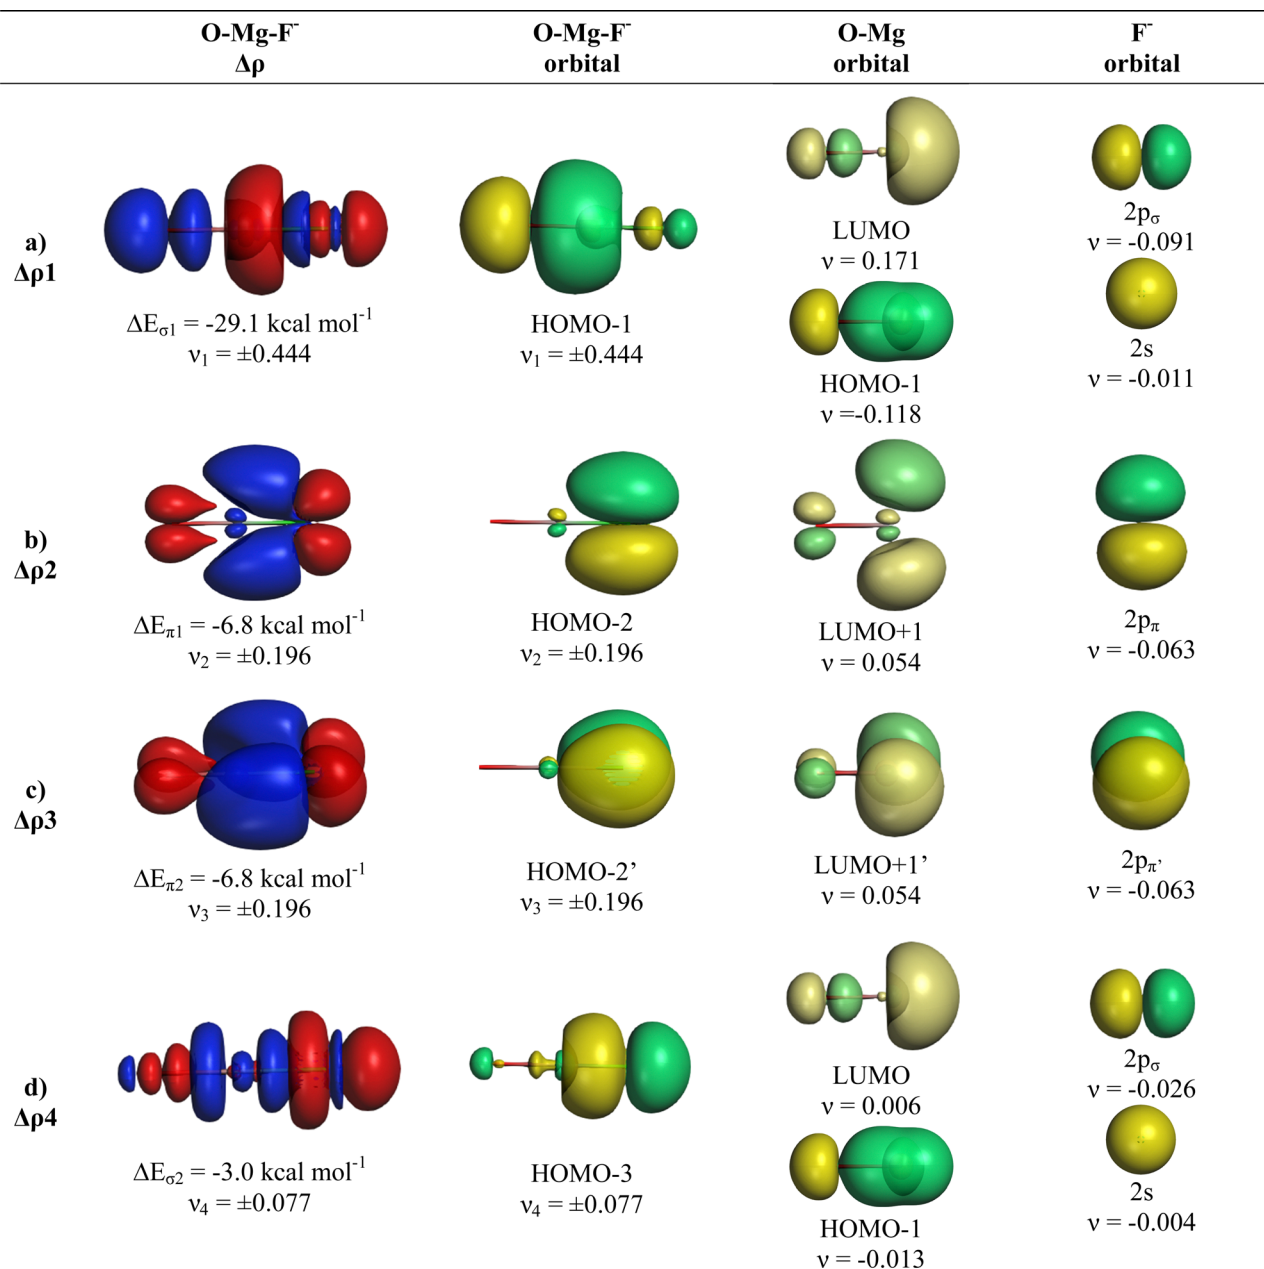 O-Mg-F-
Δρ
O-Mg-F-
orbital
O-Mg
orbital
F-
orbital
a)
Δρ1
ΔEσ1 = -29.1 kcal mol-1
ν1 = ±0.444
HOMO-1
ν1 = ±0.444
LUMO
ν = 0.171
HOMO-1
ν =-0.118
2pσ
ν = -0.091
2s
ν = -0.011
b)
Δρ2
ΔEπ1 = -6.8 kcal mol-1
ν2 = ±0.196
HOMO-2
ν2 = ±0.196
LUMO+1
ν = 0.054
2pπ
ν = -0.063
c)
Δρ3
ΔEπ2 = -6.8 kcal mol-1
ν3 = ±0.196
HOMO-2’
ν3 = ±0.196
LUMO+1’
ν = 0.054
2pπ’
ν = -0.063
d)
Δρ4
ΔEσ2 = -3.0 kcal mol-1
ν4 = ±0.077
HOMO-3
ν4 = ±0.077
LUMO
ν = 0.006
HOMO-1
ν = -0.013
2pσ
ν = -0.026
2s
ν = -0.004